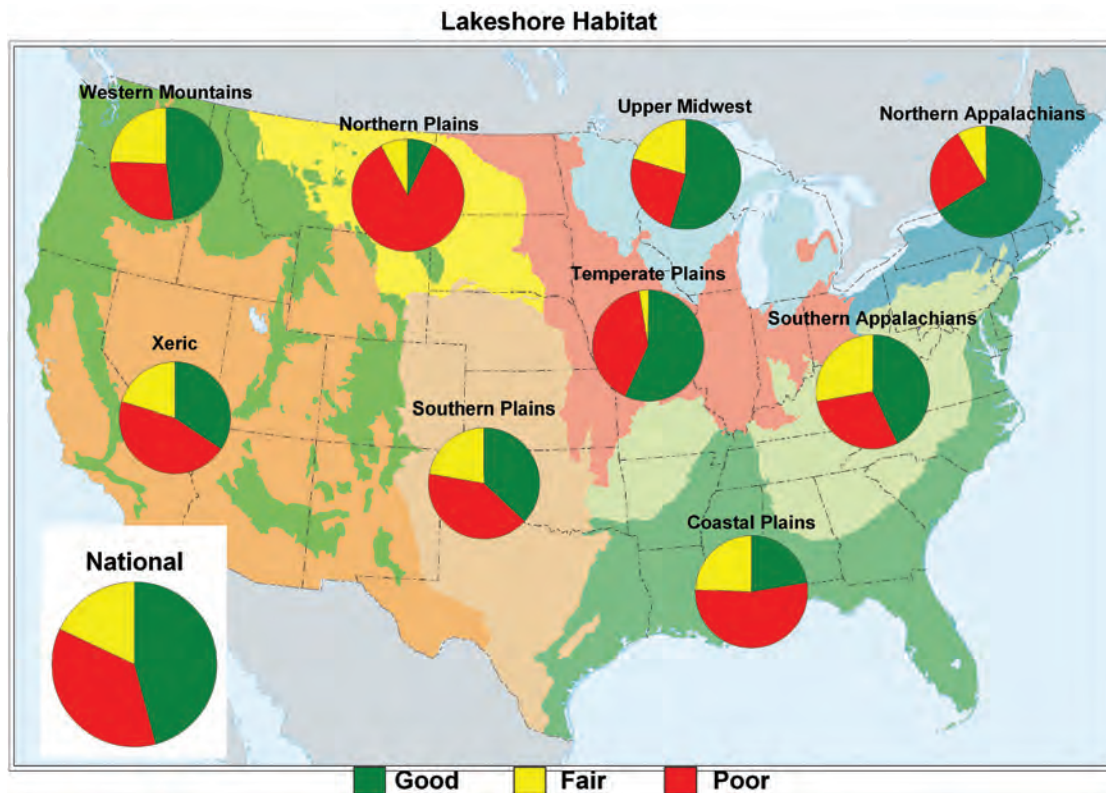 Lakeshore Habitat
Western Mountains
Northern Plains
Upper Midwest
Northern Appalachians
Temperate Plains
Southern Appalachians
Xeric
Southern Plains
Coastal Plains
National
Good Fair Poor